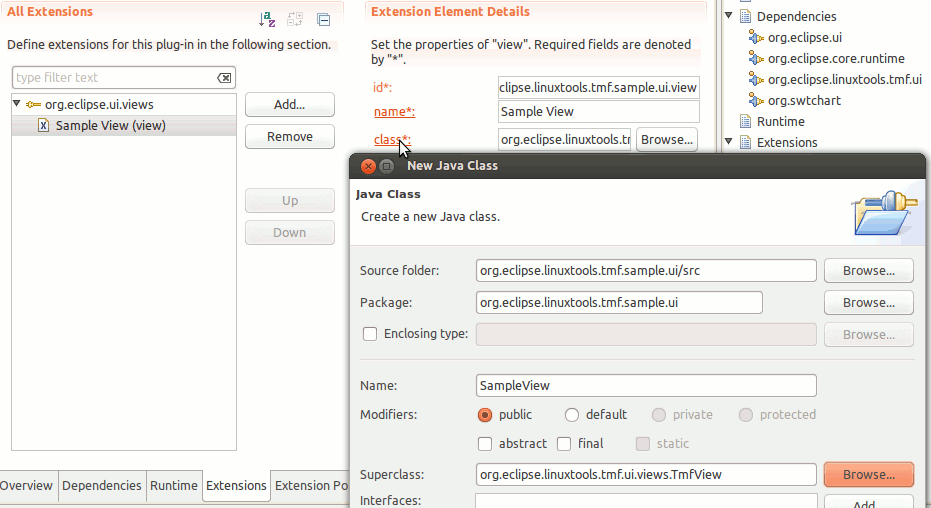 All Extensions
Define extensions for this plug-in in the following section.
type filter text
org.eclipse.ui.views
Sample View (view)
Add...
Remove
Up
Down
Overview
Dependencies
Runtime
Extensions
Extension Po
Extension Element Details
Set the properties of "view". Required fields are denoted
by "*".
id*:
clipse.linuxtools.tmf.sample.ui.view
name*:
Sample View
class*:
org.eclipse.linuxtools.t
Browse...
Dependencies
org.eclipse.ui
org.eclipse.core.runtime
org.eclipse.linuxtools.tmf.ui
org.swtchart
Runtime
Extensions
New Java Class
Java Class
Create a new Java class.
Source folder:
org.eclipse.linuxtools.tmf.sample.ui/src
Browse...
Package:
org.eclipse.linuxtools.tmf.sample.ui
Browse...
Enclosing type:
Browse...
Name:
SampleView
Modifiers:
public
default
private
protected
abstract
final
static
Superclass:
org.eclipse.linuxtools.tmf.ui.views.TmfView
Browse...
Interfaces:
Add